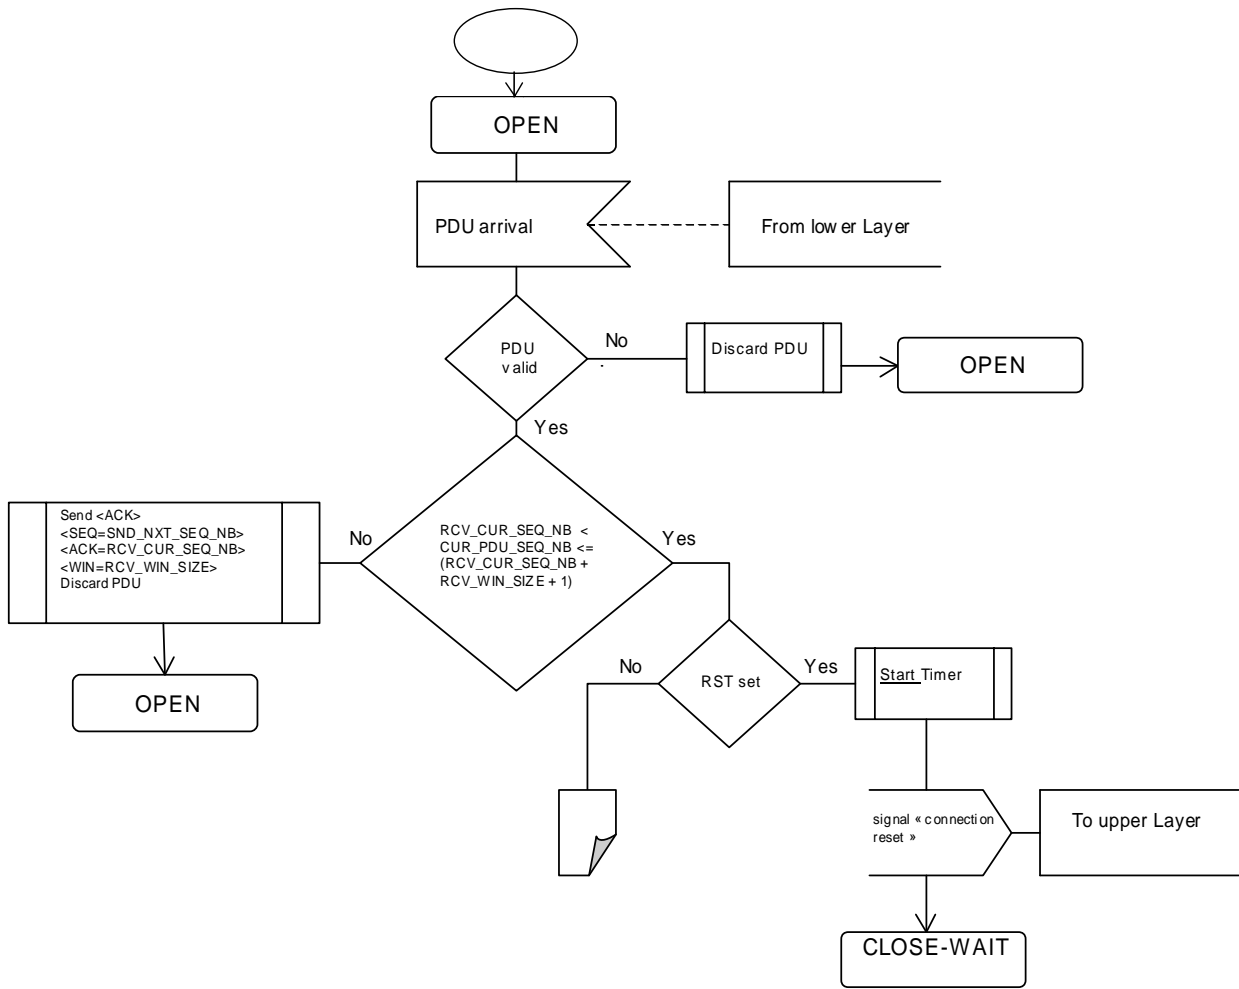 OPEN
PDU arrival
From lower Layer
PDU
valid
No
Discard PDU
OPEN
Yes
Send <ACK>
<SEQ=SND_NXT_SEQ_NB>
<ACK=RCV_CUR_SEQ_NB>
<WIN=RCV_WIN_SIZE>
Discard PDU
No
RCV_CUR_SEQ_NB <
CUR_PDU_SEQ_NB <=
(RCV_CUR_SEQ_NB +
RCV_WIN_SIZE + 1)
Yes
OPEN
No
RST set
Yes
Start Timer
signal « connection
reset »
To upper Layer
CLOSE-WAIT